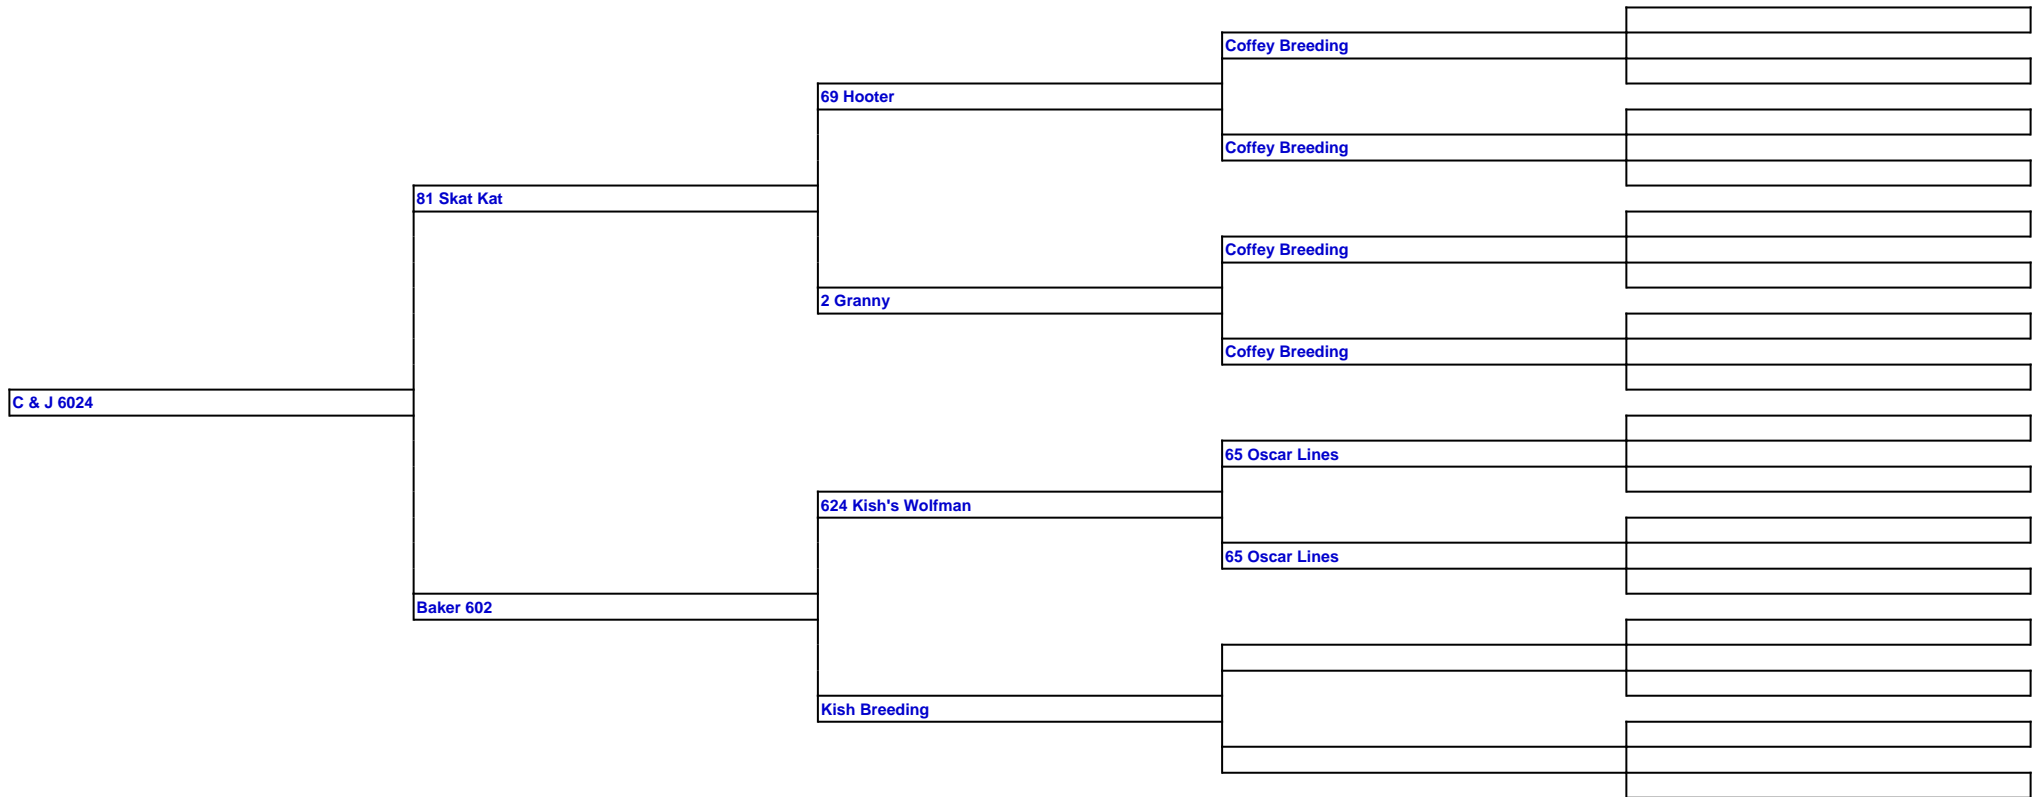 Coffey Breeding
69 Hooter
Coffey Breeding
81 Skat Kat
Coffey Breeding
2 Granny
Coffey Breeding
C & J 6024
65 Oscar Lines
624 Kish's Wolfman
65 Oscar Lines
Baker 602
Kish Breeding